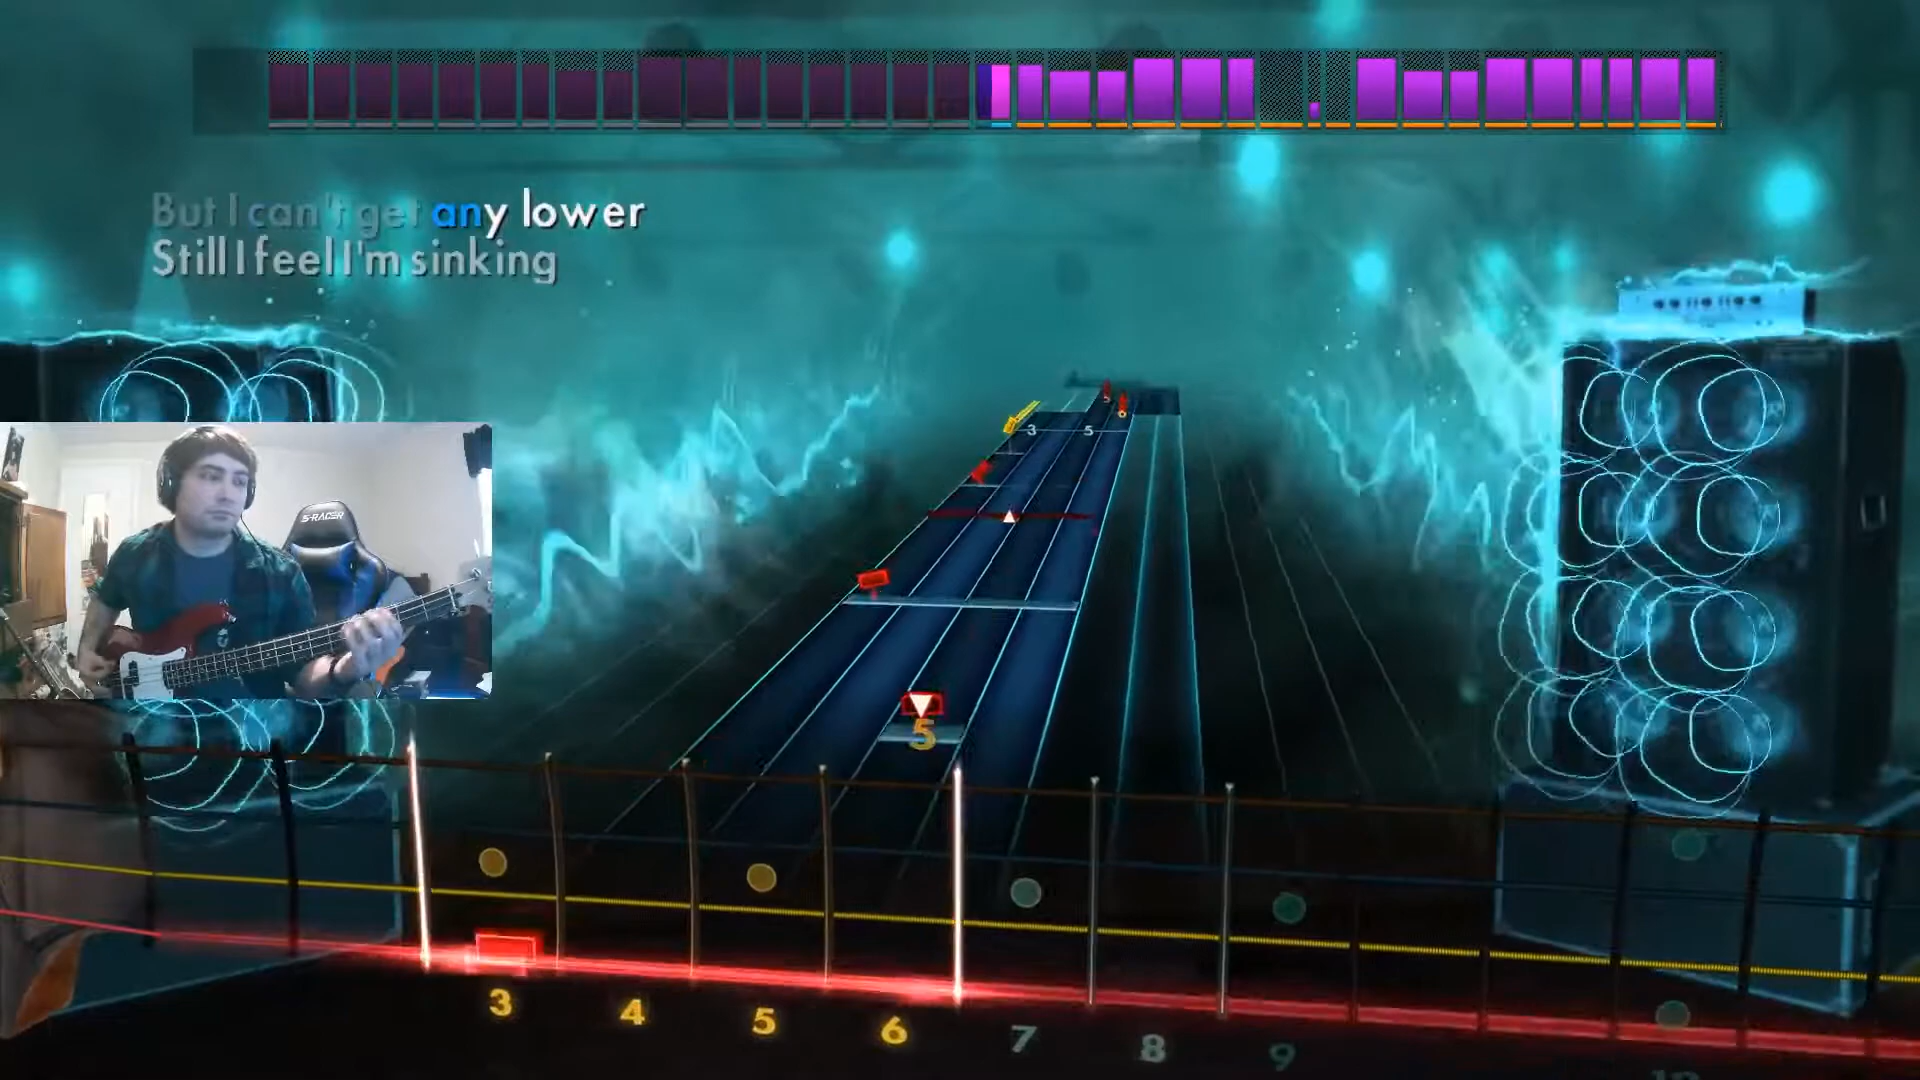 But I can't get any lower
Still I feel I'm sinking
3 5
S-RACER
5
3 4 5 6 7 8 9